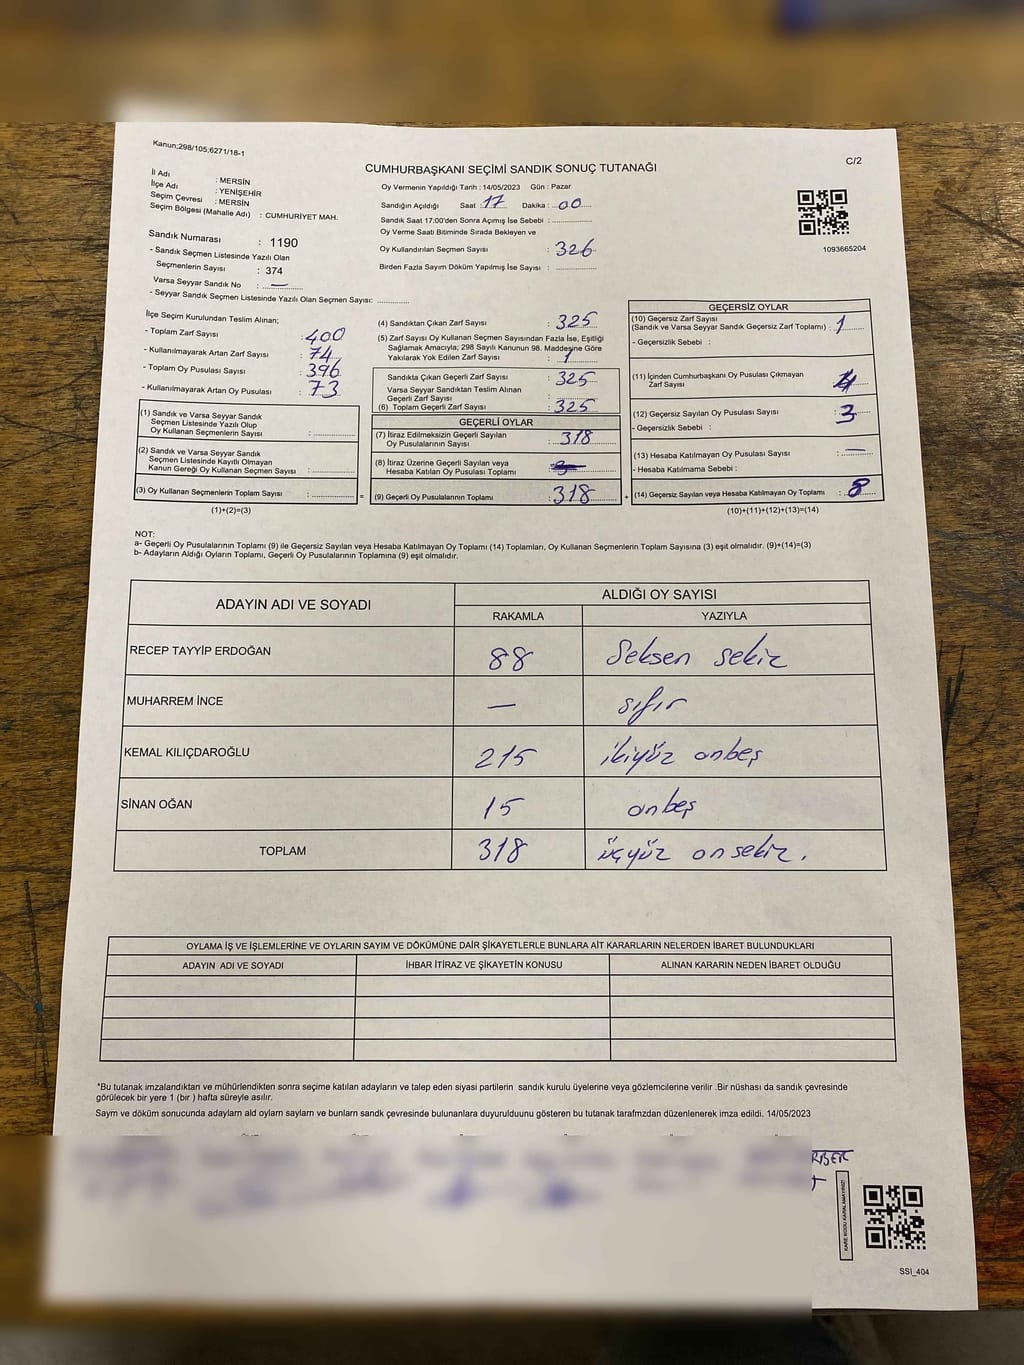 Kanun;298/105;6271/18-1
CUMHURBAŞKANI SEÇİMİ SANDIK SONUÇ TUTANAĞI
C/2
İl Adı : MERSİN
İlçe Adı : YENİŞEHİR
Seçim Çevresi : MERSİN
Seçim Bölgesi (Mahalle Adı) : CUMHURİYET MAH.
Sandık Numarası : 1190
- Sandık Seçmen Listesinde Yazılı Olan
Seçmenlerin Sayısı : 374
Varsa Seyyar Sandık No : —
- Seyyar Sandık Seçmen Listesinde Yazılı Olan Seçmen Sayısı: ............
Oy Vermenin Yapıldığı Tarih : 14/05/2023 Gün : Pazar
Sandığın Açıldığı Saat : 17 Dakika : 00
Sandık Saat 17:00'den Sonra Açımış İse Sebebi : ..............
Oy Verme Saati Bitiminde Sırada Bekleyen ve
Oy Kullandırılan Seçmen Sayısı : 326
Birden Fazla Sayım Döküm Yapılmış İse Sayısı : ..............
1093665204
İlçe Seçim Kurulundan Teslim Alınan;
- Toplam Zarf Sayısı : 400
- Kullanılmayarak Artan Zarf Sayısı : 74
- Toplam Oy Pusulası Sayısı : 396
- Kullanılmayarak Artan Oy Pusulası : 73
(1) Sandık ve Varsa Seyyar Sandık
Seçmen Listesinde Yazılı Olup
Oy Kullanan Seçmenlerin Sayısı : ..............
(2) Sandık ve Varsa Seyyar Sandık
Seçmen Listesinde Kayıtlı Olmayan
Kanun Gereği Oy Kullanan Seçmen Sayısı : ..............
(3) Oy Kullanan Seçmenlerin Toplam Sayısı : .............. =
(1)+(2)=(3)
(4) Sandıktan Çıkan Zarf Sayısı : 325
(5) Zarf Sayısı Oy Kullanan Seçmen Sayısından Fazla İse, Eşitliği
Sağlamak Amacıyla; 298 Sayılı Kanunun 98. Maddesine Göre
Yakılarak Yok Edilen Zarf Sayısı : 1
Sandıkta Çıkan Geçerli Zarf Sayısı : 325
Varsa Seyyar Sandıktan Teslim Alınan
Geçerli Zarf Sayısı :
(6) Toplam Geçerli Zarf Sayısı : 325
GEÇERLİ OYLAR
(7) İtiraz Edilmeksizin Geçerli Sayılan
Oy Pusulalarının Sayısı : 318
(8) İtiraz Üzerine Geçerli Sayılan veya
Hesaba Katılan Oy Pusulası Toplamı :
(9) Geçerli Oy Pusulalarının Toplamı : 318 +
GEÇERSİZ OYLAR
(10) Geçersiz Zarf Sayısı
(Sandık ve Varsa Seyyar Sandık Geçersiz Zarf Toplamı) : 1
- Geçersizlik Sebebi :
(11) İçinden Cumhurbaşkanı Oy Pusulası Çıkmayan
Zarf Sayısı : 4
(12) Geçersiz Sayılan Oy Pusulası Sayısı : 3
- Geçersizlik Sebebi :
(13) Hesaba Katılmayan Oy Pusulası Sayısı : —
- Hesaba Katılmama Sebebi :
(14) Geçersiz Sayılan veya Hesaba Katılmayan Oy Toplamı : 8
(10)+(11)+(12)+(13)=(14)
NOT:
a- Geçerli Oy Pusulalarının Toplamı (9) ile Geçersiz Sayılan veya Hesaba Katılmayan Oy Toplamı (14) Toplamları, Oy Kullanan Seçmenlerin Toplam Sayısına (3) eşit olmalıdır. (9)+(14)=(3)
b- Adayların Aldığı Oyların Toplamı, Geçerli Oy Pusulalarının Toplamına (9) eşit olmalıdır.
ADAYIN ADI VE SOYADI
ALDIĞI OY SAYISI
RAKAMLA YAZIYLA
RECEP TAYYİP ERDOĞAN 88 Seksen sekiz
MUHARREM İNCE — sıfır
KEMAL KILIÇDAROĞLU 215 ikiyüz onbeş
SİNAN OĞAN 15 onbeş
TOPLAM 318 üçyüz onsekiz.
OYLAMA İŞ VE İŞLEMLERİNE VE OYLARIN SAYIM VE DÖKÜMÜNE DAİR ŞİKAYETLERLE BUNLARA AİT KARARLARIN NELERDEN İBARET BULUNDUKLARI
ADAYIN ADI VE SOYADI İHBAR İTİRAZ VE ŞİKAYETİN KONUSU ALINAN KARARIN NEDEN İBARET OLDUĞU
*Bu tutanak imzalandıktan ve mühürlendikten sonra seçime katılan adayların ve talep eden siyasi partilerin sandık kurulu üyelerine veya gözlemcilerine verilir .Bir nüshası da sandık çevresinde
görülecek bir yere 1 (bir ) hafta süreyle asılır.
Saym ve döküm sonucunda adayların ald oylarn saylarn ve bunlarn sandk çevresinde bulunanlara duyurulduunu gösteren bu tutanak tarafmzdan düzenlenerek imza edildi. 14/05/2023
KARE KODU KARALAMAYINIZ!
SSİ_404